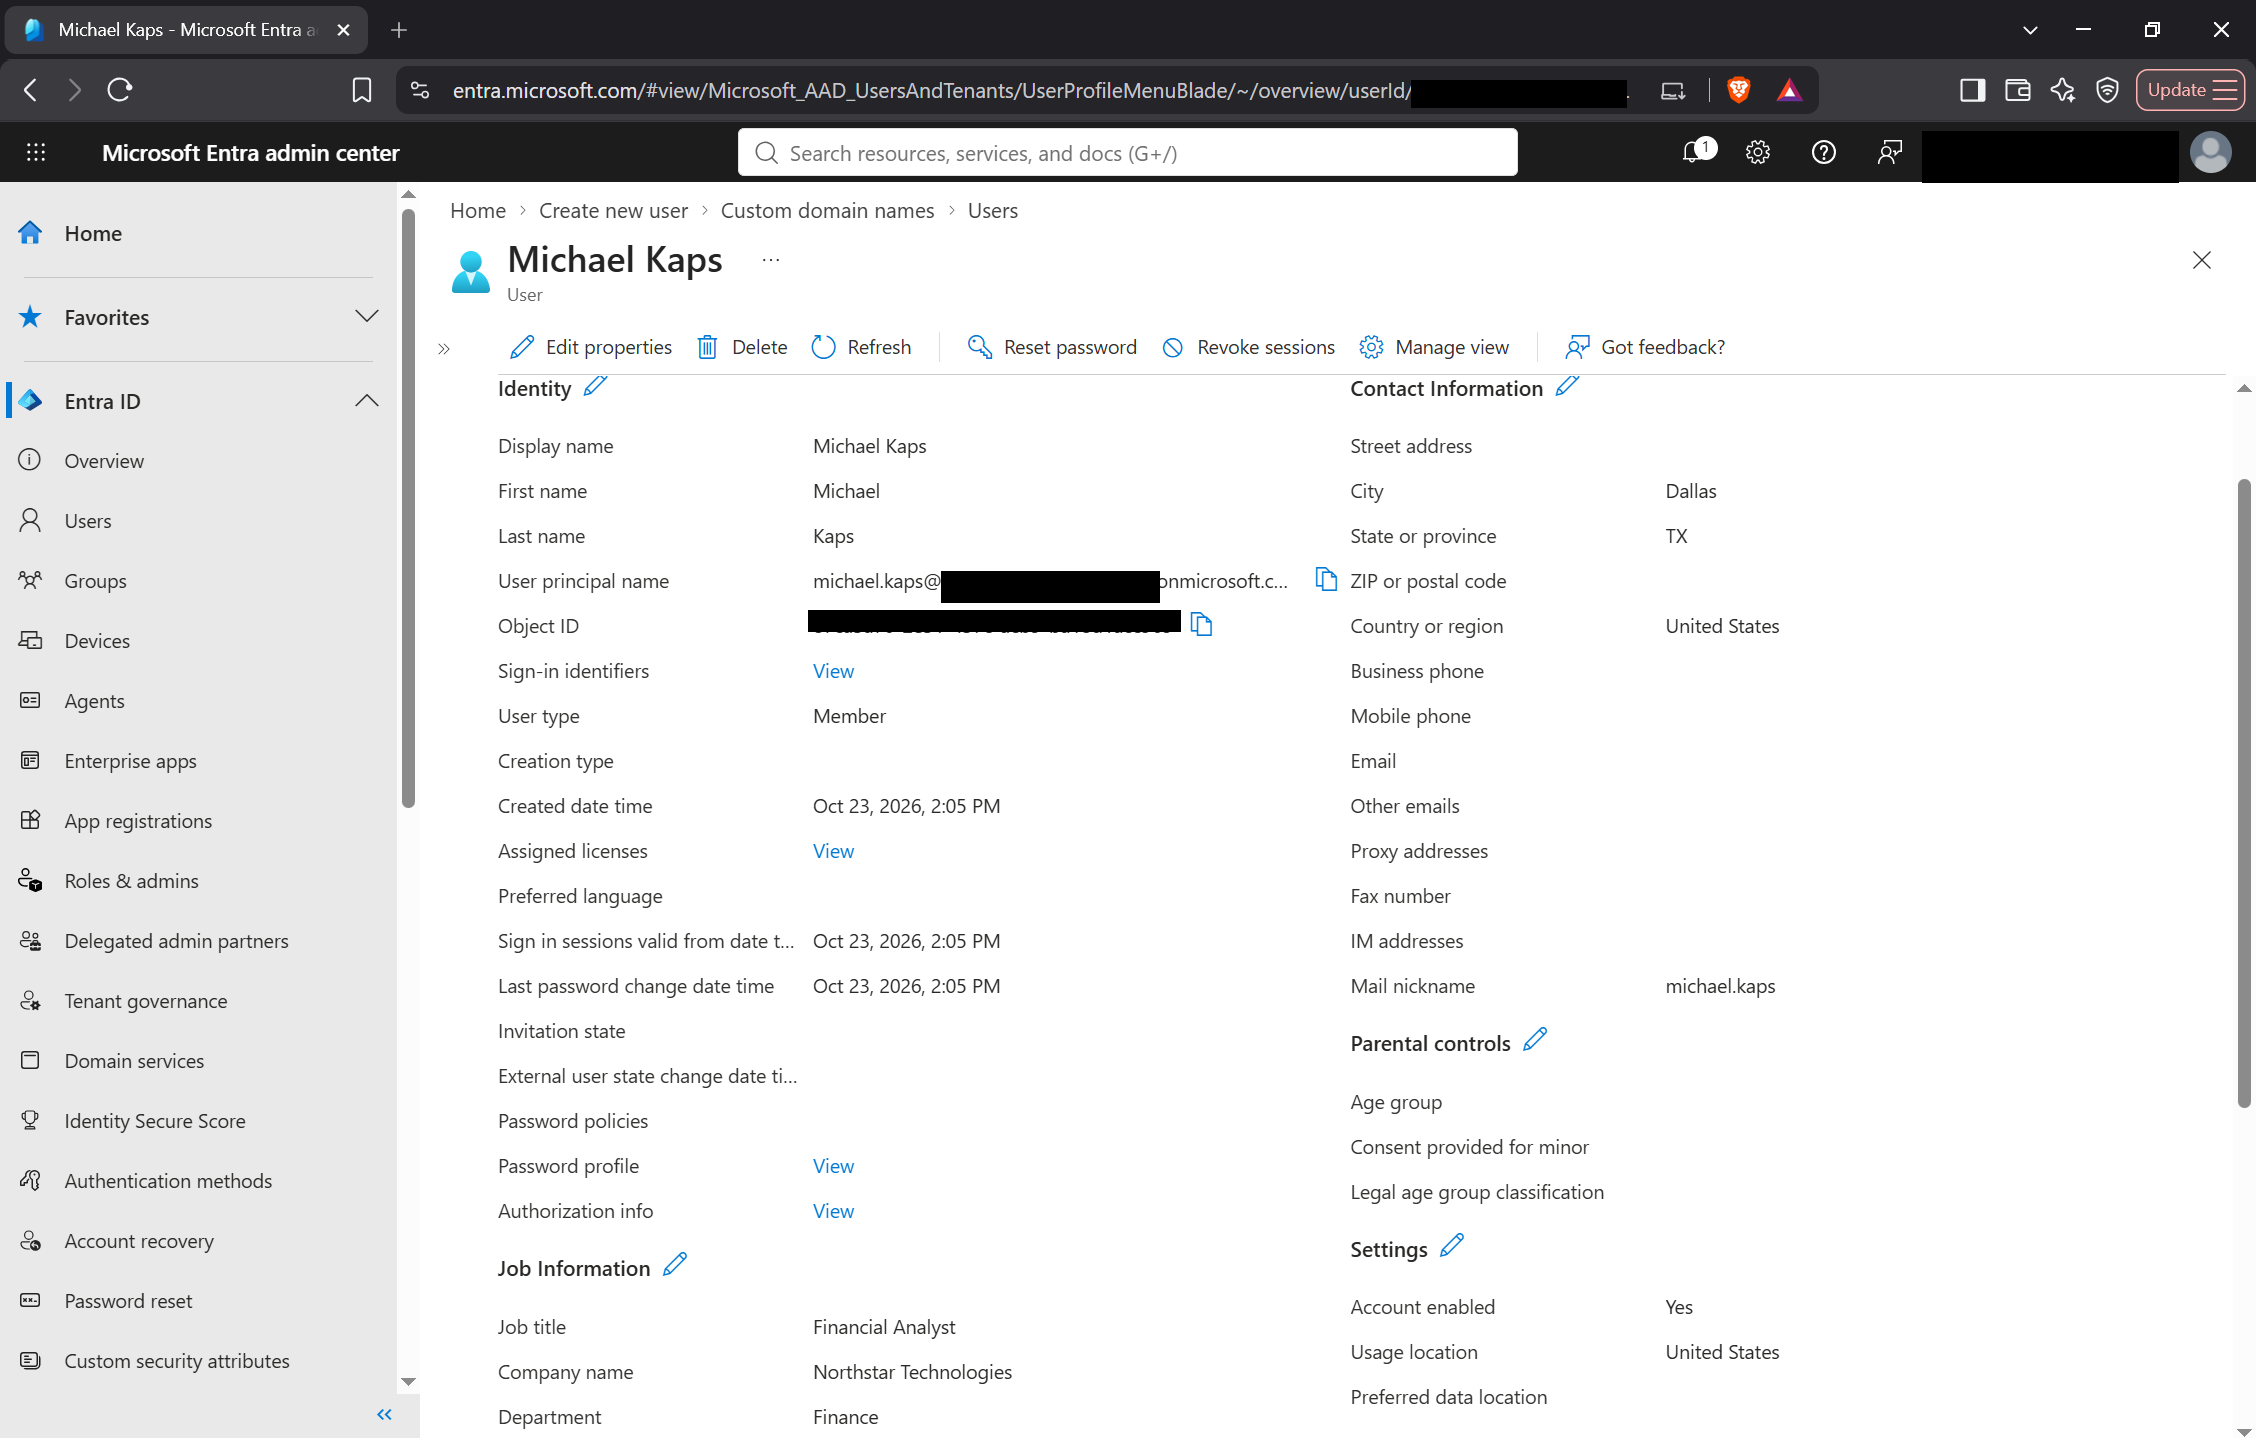 Michael Kaps - Microsoft Entra a
entra.microsoft.com/#view/Microsoft_AAD_UsersAndTenants/UserProfileMenuBlade/~/overview/userId/
Update
Microsoft Entra admin center
Search resources, services, and docs (G+/)
1
Home
Favorites
Entra ID
Overview
Users
Groups
Devices
Agents
Enterprise apps
App registrations
Roles & admins
Delegated admin partners
Tenant governance
Domain services
Identity Secure Score
Authentication methods
Account recovery
Password reset
Custom security attributes
Home > Create new user > Custom domain names > Users
Michael Kaps ...
User
Edit properties Delete Refresh Reset password Revoke sessions Manage view Got feedback?
Identity
Display name Michael Kaps
First name Michael
Last name Kaps
User principal name michael.kaps@ onmicrosoft.c...
Object ID
Sign-in identifiers View
User type Member
Creation type
Created date time Oct 23, 2026, 2:05 PM
Assigned licenses View
Preferred language
Sign in sessions valid from date t... Oct 23, 2026, 2:05 PM
Last password change date time Oct 23, 2026, 2:05 PM
Invitation state
External user state change date ti...
Password policies
Password profile View
Authorization info View
Job Information
Job title Financial Analyst
Company name Northstar Technologies
Department Finance
Contact Information
Street address
City Dallas
State or province TX
ZIP or postal code
Country or region United States
Business phone
Mobile phone
Email
Other emails
Proxy addresses
Fax number
IM addresses
Mail nickname michael.kaps
Parental controls
Age group
Consent provided for minor
Legal age group classification
Settings
Account enabled Yes
Usage location United States
Preferred data location